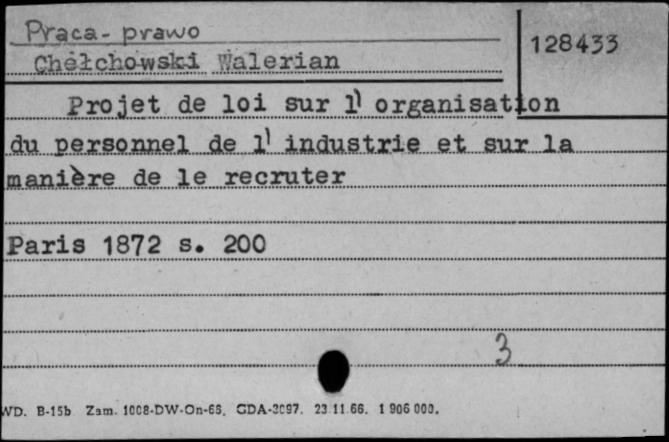 Praca - prawo
128433
Chełchowski Walerian
Projet de loi sur l' organisation
du personnel de l' industrie et sur la
manière de le recruter
Paris 1872 s. 200
3
WD. B-15b Zam. 1008-DW-On-66. GDA-3097. 23.11.66. 1 906 000.